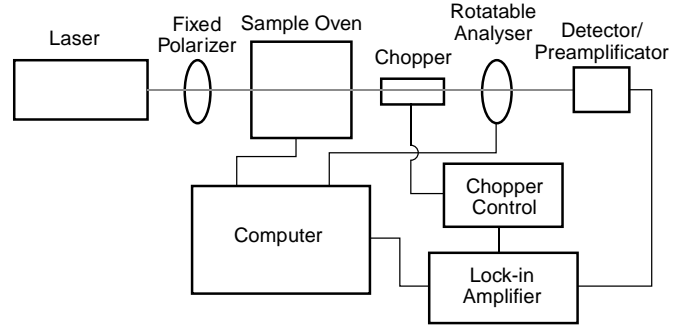 Laser
Fixed
Polarizer
Sample Oven
Chopper
Rotatable
Analyser
Detector/
Preamplificator
Chopper
Control
Computer
Lock-in
Amplifier